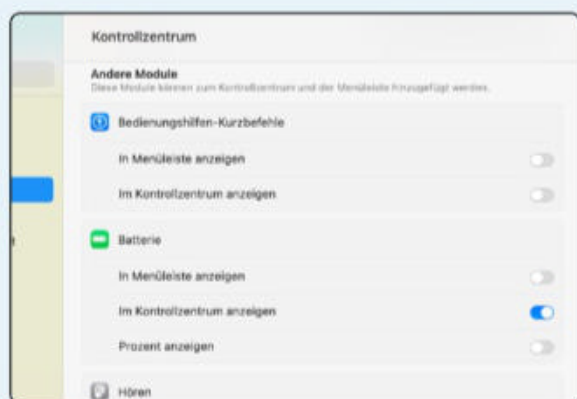 Kontrollzentrum
Andere Module
Diese Module können zum Kontrollzentrum und der Menüleiste hinzugefügt werden.
Bedienungshilfen-Kurzbefehle
In Menüleiste anzeigen
Im Kontrollzentrum anzeigen
Batterie
In Menüleiste anzeigen
Im Kontrollzentrum anzeigen
Prozent anzeigen
Hören